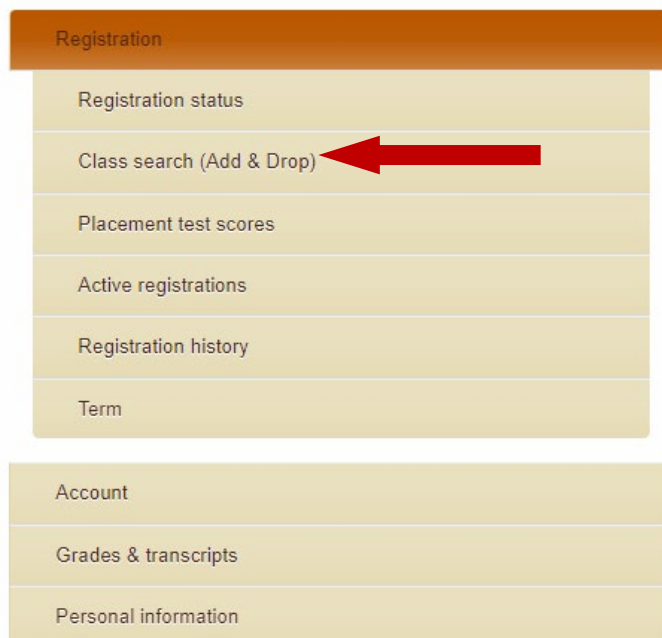 Registration
Registration status
Class search (Add & Drop)
Placement test scores
Active registrations
Registration history
Term
Account
Grades & transcripts
Personal information